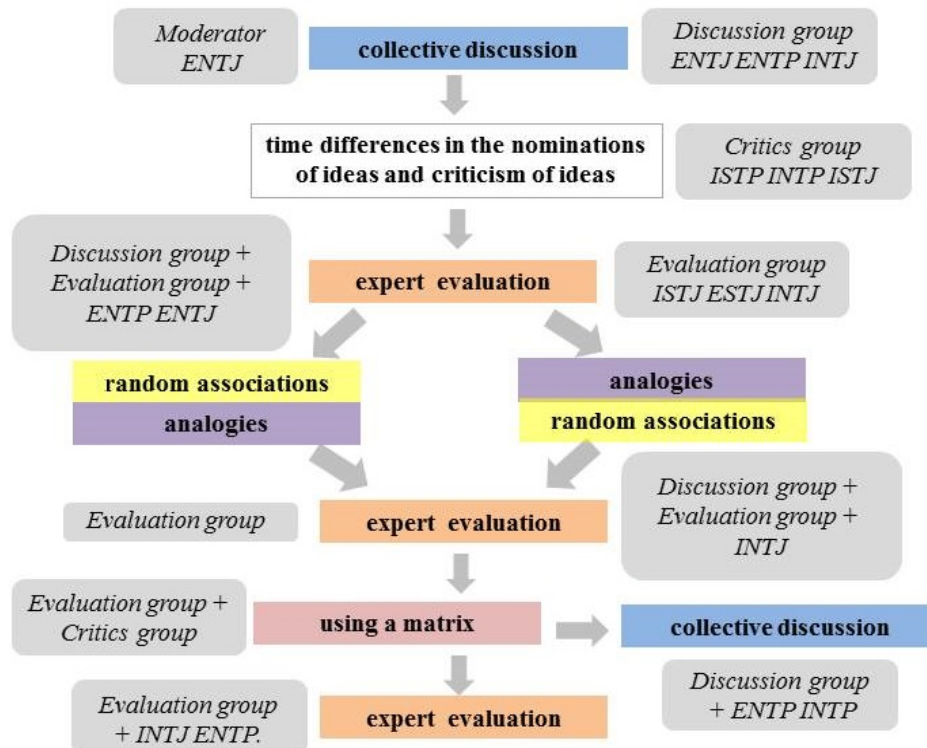 Moderator
ENTJ
collective discussion
Discussion group
ENTJ ENTP INTJ
time differences in the nominations
of ideas and criticism of ideas
Critics group
ISTP INTP ISTJ
Discussion group +
Evaluation group +
ENTP ENTJ
expert evaluation
Evaluation group
ISTJ ESTJ INTJ
random associations
analogies
analogies
random associations
Evaluation group
expert evaluation
Discussion group +
Evaluation group +
INTJ
Evaluation group +
Critics group
using a matrix
collective discussion
Evaluation group
+ INTJ ENTP.
expert evaluation
Discussion group
+ ENTP INTP